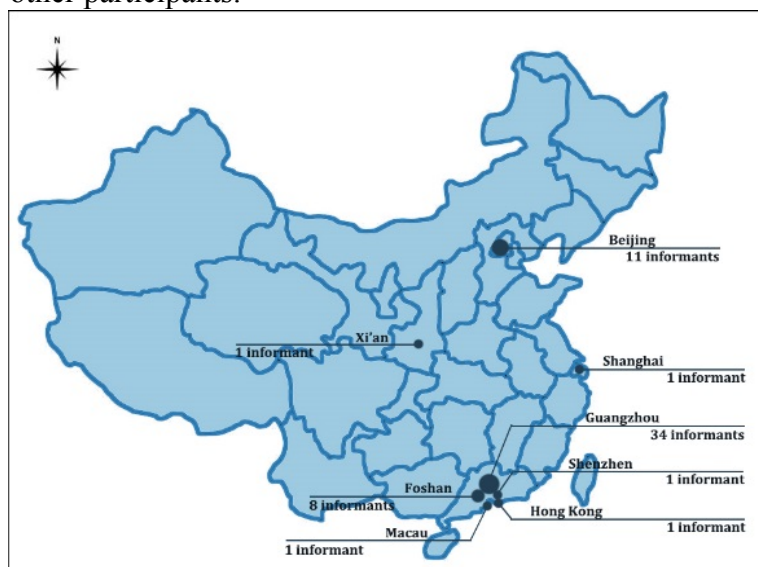 other participants.
N
Beijing
11 informants
Xi'an
1 informant
Shanghai
1 informant
Guangzhou
34 informants
Shenzhen
1 informant
Foshan
8 informants
Hong Kong
1 informant
Macau
1 informant